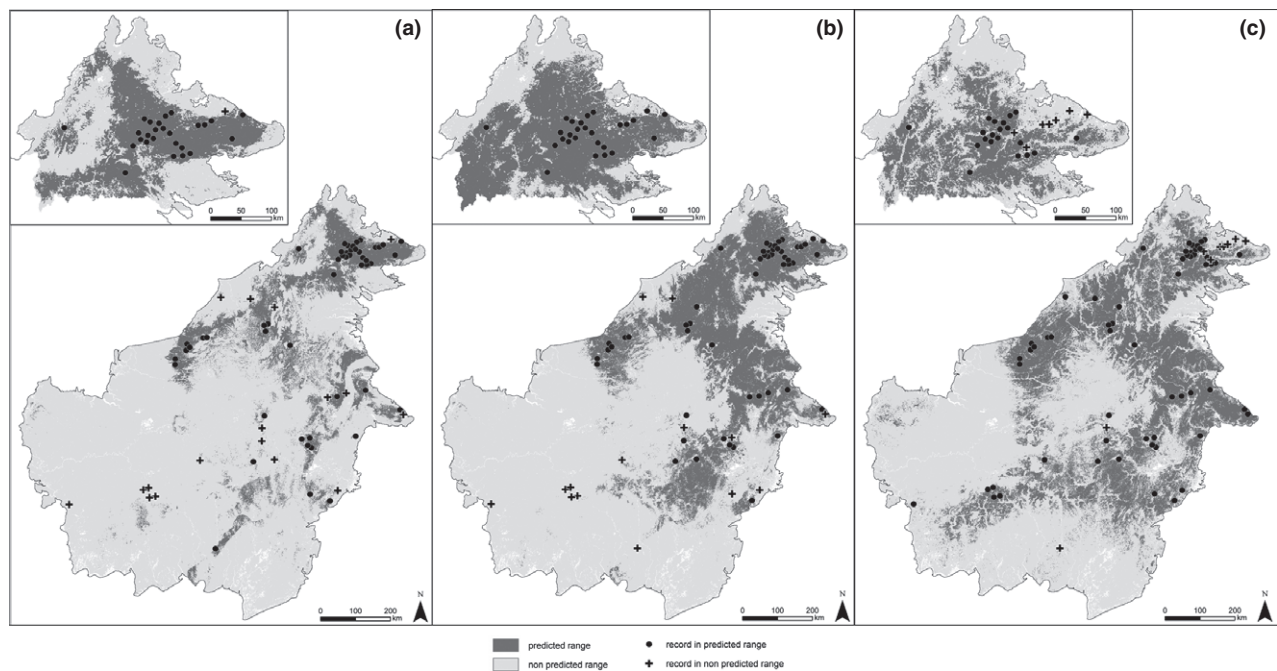 (a)
0 50 100
km
(b)
0 50 100
km
(c)
0 50 100
km
N
0 100 200
km
N
0 100 200
km
N
0 100 200
km
predicted range
record in predicted range
non predicted range
record in non predicted range